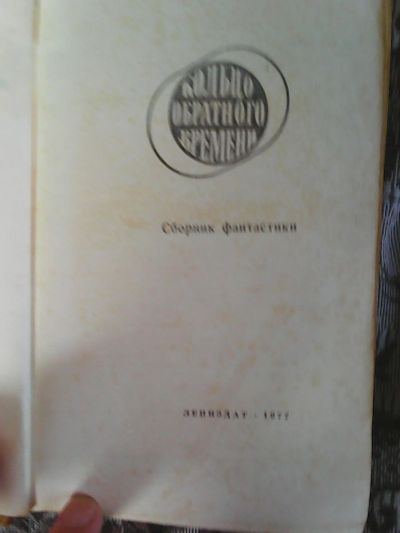 КОЛЬЦО
ОБРАТНОГО
ВРЕМЕНИ
Сборник фантастики
ЛЕНИЗДАТ · 1977